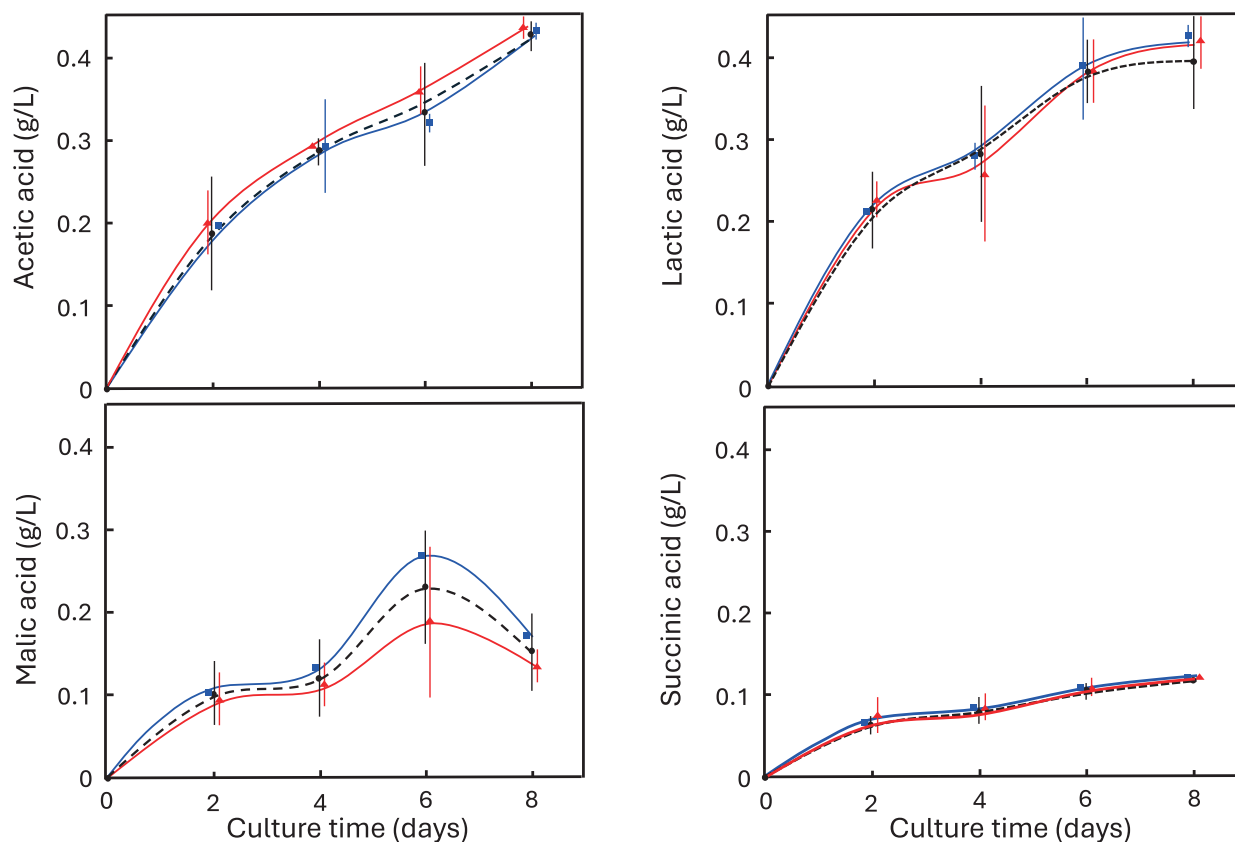 Acetic acid (g/L)
0.4
0.3
0.2
0.1
0
Lactic acid (g/L)
0.4
0.3
0.2
0.1
0
Malic acid (g/L)
0.4
0.3
0.2
0.1
0
0 2 4 6 8
Culture time (days)
Succinic acid (g/L)
0.4
0.3
0.2
0.1
0
0 2 4 6 8
Culture time (days)